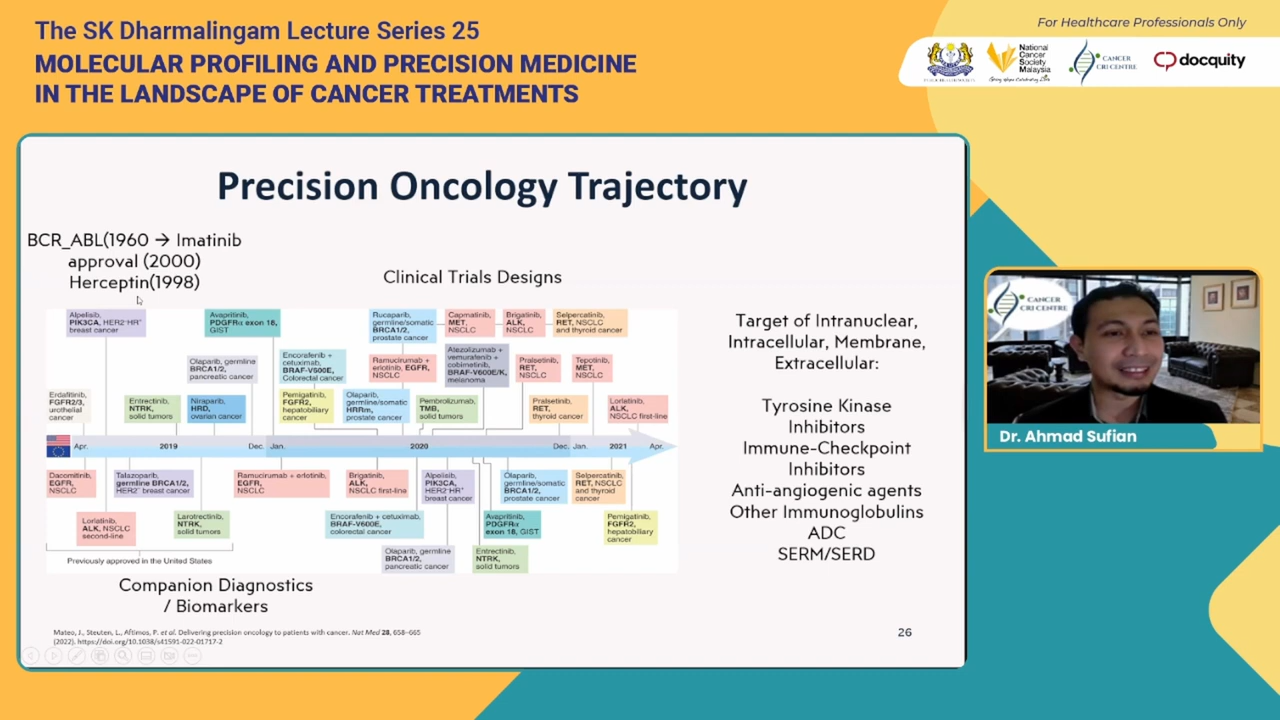 The SK Dharmalingam Lecture Series 25
MOLECULAR PROFILING AND PRECISION MEDICINE
IN THE LANDSCAPE OF CANCER TREATMENTS
For Healthcare Professionals Only
National
Cancer
Society
Malaysia
CANCER
CRI CENTRE
docquity
Precision Oncology Trajectory
BCR_ABL(1960 → Imatinib
approval (2000)
Herceptin(1998)
Clinical Trials Designs
Alpelisib,
PIK3CA, HER2⁻HR⁺
breast cancer
Avapritinib,
PDGFRα exon 18,
GIST
Rucaparib,
germline/somatic
BRCA1/2,
prostate cancer
Capmatinib,
MET,
NSCLC
Brigatinib,
ALK,
NSCLC
Selpercatinib,
RET, NSCLC
and thyroid cancer
Olaparib, germline
BRCA1/2,
pancreatic cancer
Encorafenib +
cetuximab,
BRAF-V600E,
Colorectal cancer
Ramucirumab +
erlotinib, EGFR,
NSCLC
Atezolizumab +
vemurafenib +
cobimetinib,
BRAF-V600E/K,
melanoma
Pralsetinib,
RET,
NSCLC
Tepotinib,
MET,
NSCLC
Erdafitinib,
FGFR2/3,
urothelial
cancer
Entrectinib,
NTRK,
solid tumors
Niraparib,
HRD,
ovarian cancer
Pemigatinib,
FGFR2,
hepatobiliary
cancer
Olaparib,
germline/somatic
HRRm,
prostate cancer
Pembrolizumab,
TMB,
solid tumors
Pralsetinib,
RET,
thyroid cancer
Lorlatinib,
ALK,
NSCLC first-line
Apr. 2019 Dec. Jan. 2020 Dec. Jan. 2021 Apr.
Dacomitinib,
EGFR,
NSCLC
Talazoparib,
germline BRCA1/2,
HER2⁻ breast cancer
Ramucirumab + erlotinib,
EGFR,
NSCLC
Brigatinib,
ALK,
NSCLC first-line
Alpelisib,
PIK3CA,
HER2⁻HR⁺
breast cancer
Olaparib,
germline/somatic
BRCA1/2,
prostate cancer
Selpercatinib,
RET, NSCLC
and thyroid
cancer
Lorlatinib,
ALK, NSCLC
second-line
Larotrectinib,
NTRK,
solid tumors
Encorafenib + cetuximab,
BRAF-V600E,
colorectal cancer
Avapritinib,
PDGFRα
exon 18, GIST
Pemigatinib,
FGFR2,
hepatobiliary
cancer
Olaparib, germline
BRCA1/2,
pancreatic cancer
Entrectinib,
NTRK,
solid tumors
Previously approved in the United States
Companion Diagnostics
/ Biomarkers
Target of Intranuclear,
Intracellular, Membrane,
Extracellular:
Tyrosine Kinase
Inhibitors
Immune-Checkpoint
Inhibitors
Anti-angiogenic agents
Other Immunoglobulins
ADC
SERM/SERD
Mateo, J., Steuten, L., Aftimos, P. et al. Delivering precision oncology to patients with cancer. Nat Med 28, 658–665
(2022). https://doi.org/10.1038/s41591-022-01717-2
26
CANCER
CRI CENTRE
Dr. Ahmad Sufian